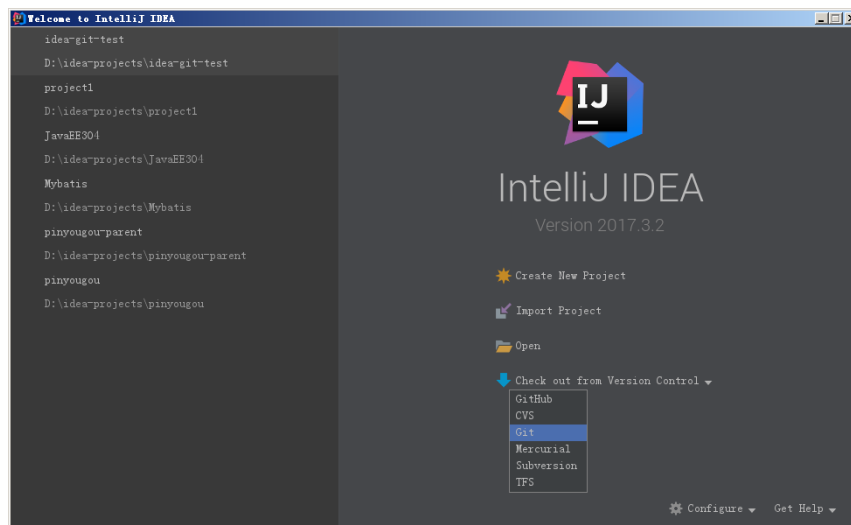 Welcome to IntelliJ IDEA
idea-git-test
D:\idea-projects\idea-git-test
project1
D:\idea-projects\project1
JavaEE304
D:\idea-projects\JavaEE304
Mybatis
D:\idea-projects\Mybatis
pinyougou-parent
D:\idea-projects\pinyougou-parent
pinyougou
D:\idea-projects\pinyougou
IJ
IntelliJ IDEA
Version 2017.3.2
Create New Project
Import Project
Open
Check out from Version Control
GitHub
CVS
Git
Mercurial
Subversion
TFS
Configure Get Help